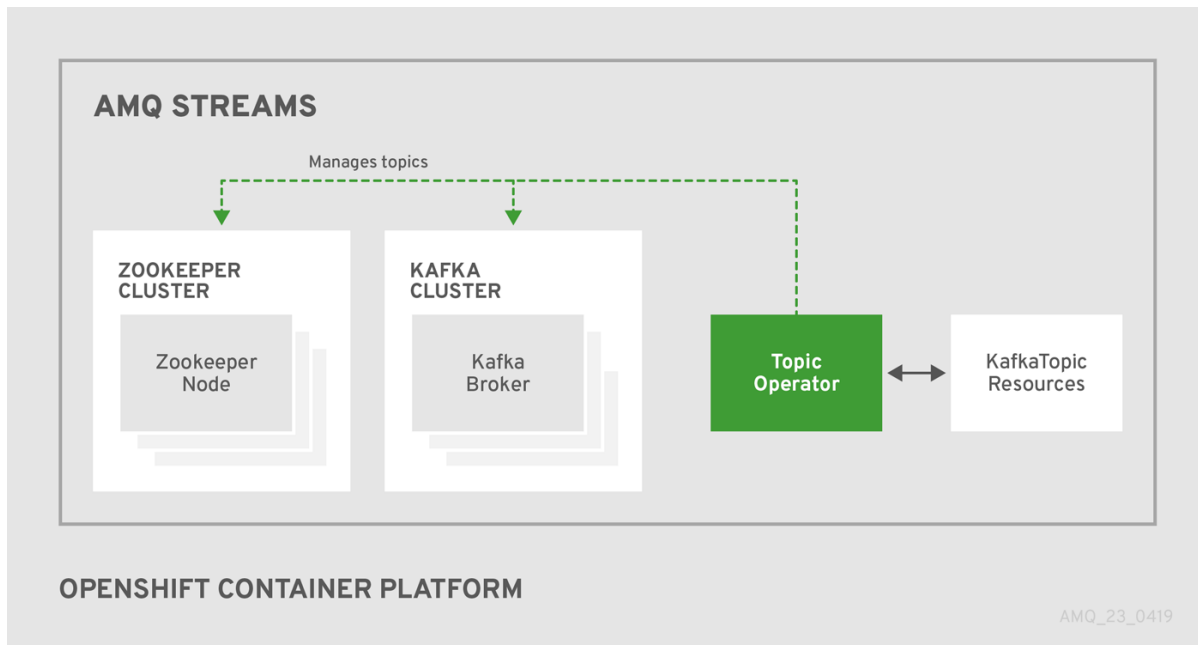 AMQ STREAMS
Manages topics
ZOOKEEPER
CLUSTER
Zookeeper
Node
KAFKA
CLUSTER
Kafka
Broker
Topic
Operator
KafkaTopic
Resources
OPENSHIFT CONTAINER PLATFORM
AMQ_23_0419